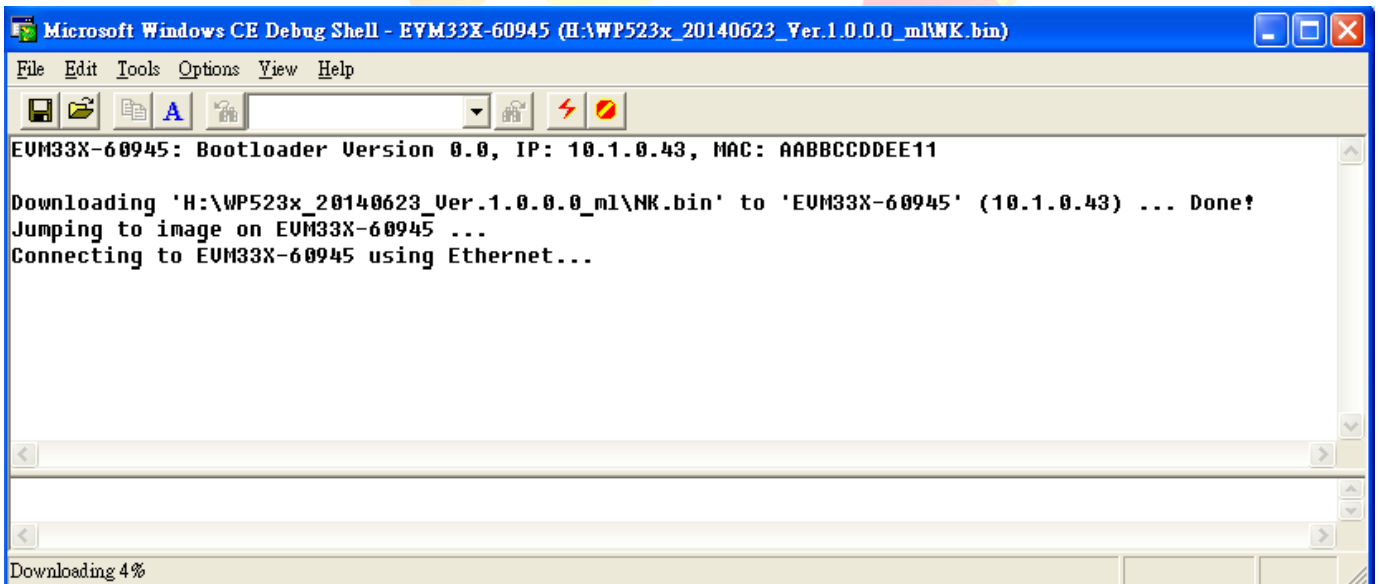 Microsoft Windows CE Debug Shell - EVM33X-60945 (H:\WP523x_20140623_Ver.1.0.0.0_ml\NK.bin)
File Edit Tools Options View Help
A
EVM33X-60945: Bootloader Version 0.0, IP: 10.1.0.43, MAC: AABBCCDDEE11
Downloading 'H:\WP523x_20140623_Ver.1.0.0.0_ml\NK.bin' to 'EVM33X-60945' (10.1.0.43) ... Done!
Jumping to image on EVM33X-60945 ...
Connecting to EVM33X-60945 using Ethernet...
Downloading 4%